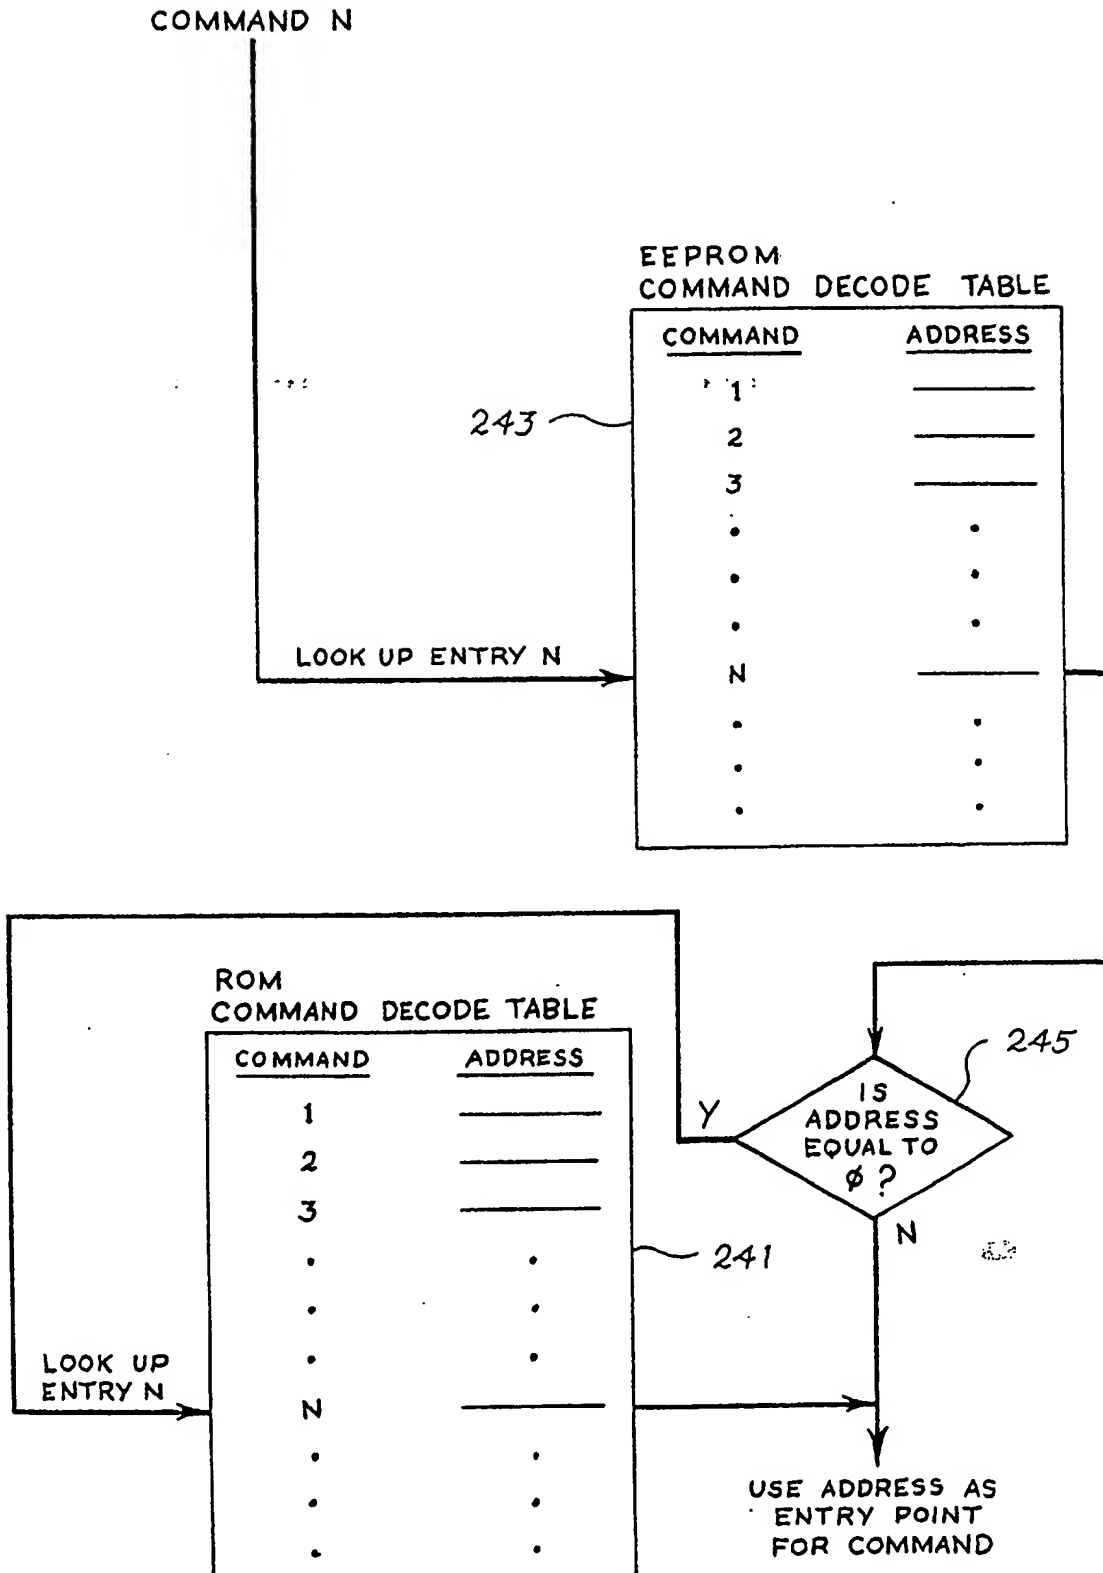 COMMAND N
EEPROM
COMMAND DECODE TABLE
COMMAND ADDRESS
1
2
3
N
243
LOOK UP ENTRY N
ROM
COMMAND DECODE TABLE
COMMAND ADDRESS
1
2
3
N
241
LOOK UP
ENTRY N
245
IS
ADDRESS
EQUAL TO
ø ?
Y
N
USE ADDRESS AS
ENTRY POINT
FOR COMMAND